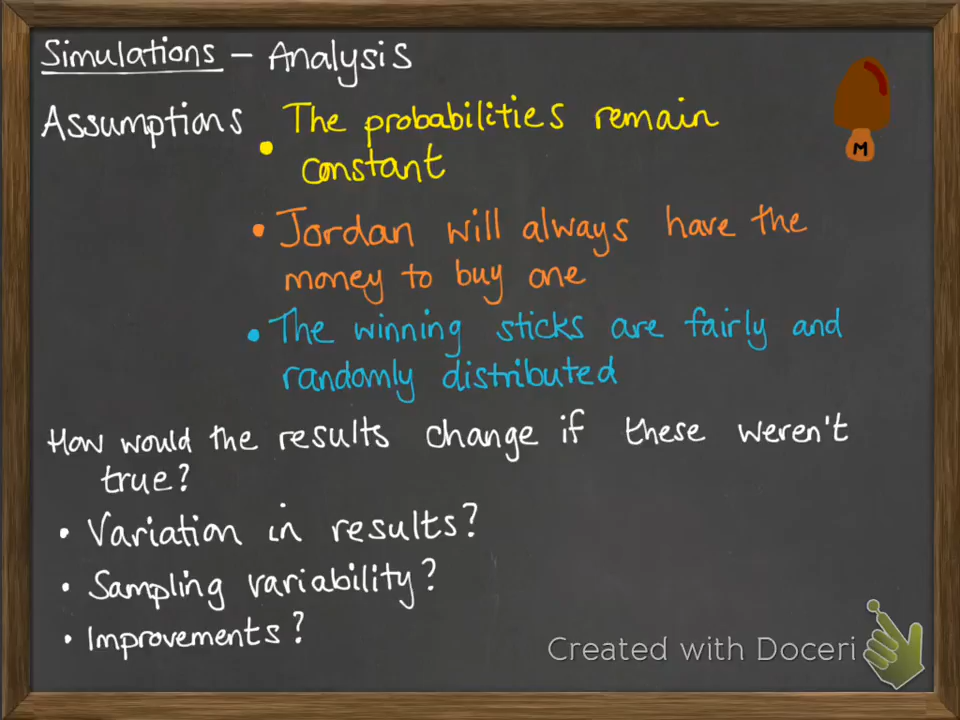 Simulations - Analysis
M
Assumptions • The probabilities remain
constant
• Jordan will always have the
money to buy one
• The winning sticks are fairly and
randomly distributed
How would the results change if these weren't
true?
• Variation in results?
• Sampling variability?
• Improvements?
Created with Doceri